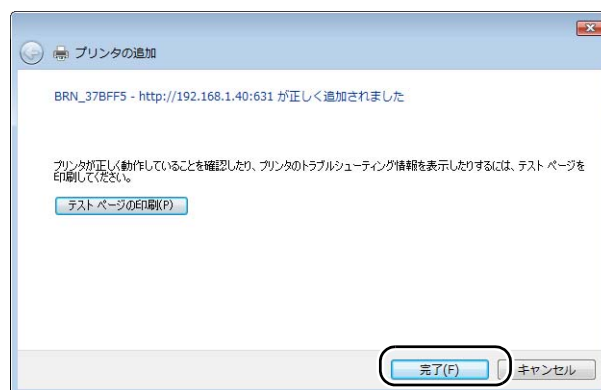 プリンタの追加
BRN_37BFF5 - http://192.168.1.40:631 が正しく追加されました
プリンタが正しく動作していることを確認したり、プリンタのトラブルシューティング情報を表示したりするには、テスト ページを
印刷してください。
テスト ページの印刷(P)
完了(F) キャンセル